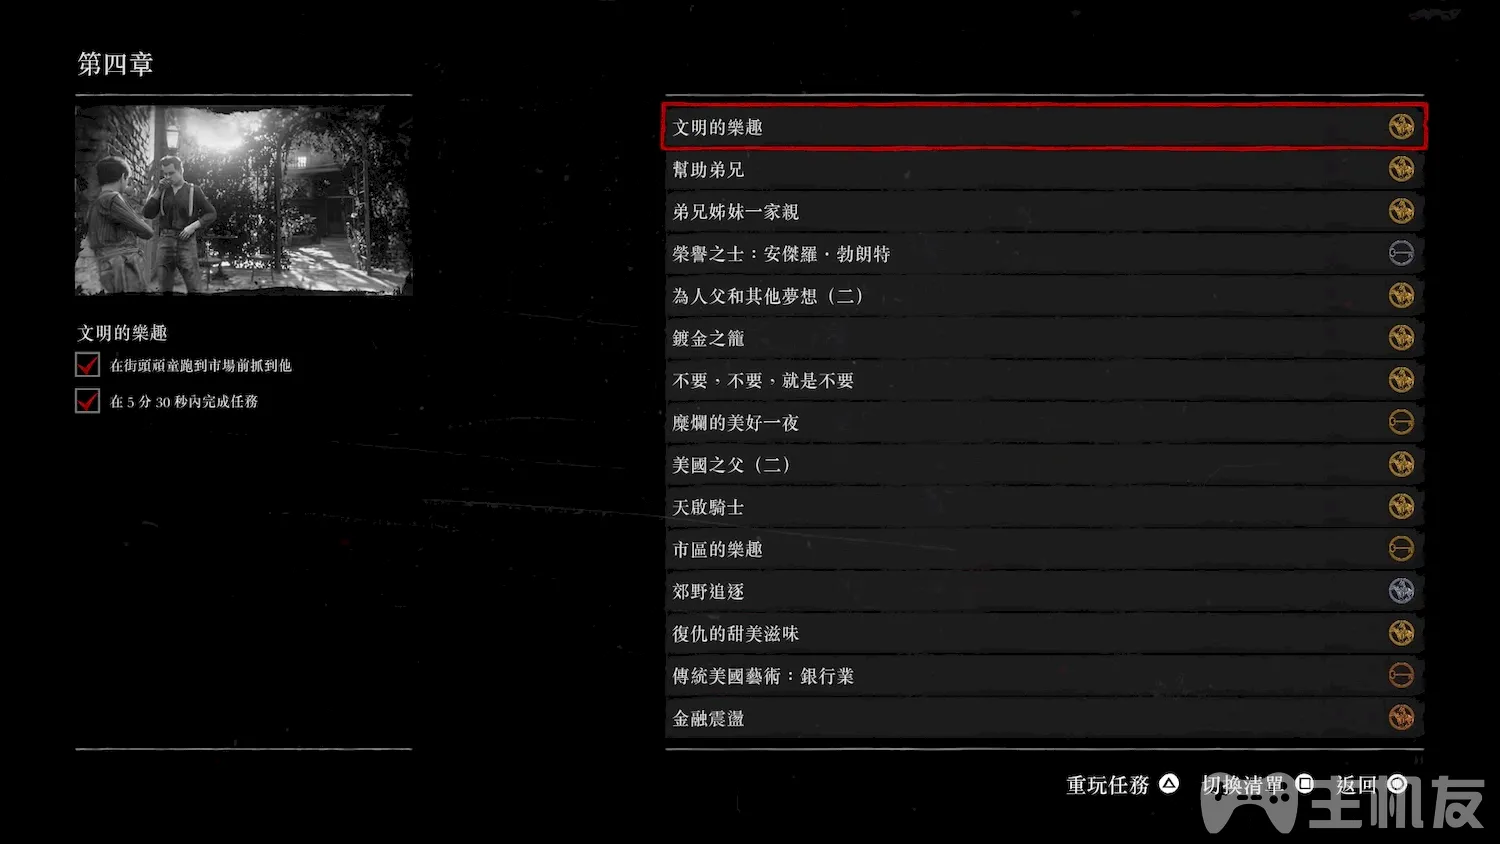 第四章
文明的樂趣
在街頭頑童跑到市場前抓到他
在 5 分 30 秒內完成任務
文明的樂趣
幫助弟兄
弟兄姊妹一家親
榮譽之士：安傑羅·勃朗特
為人父和其他夢想（二）
鍍金之籠
不要，不要，就是不要
糜爛的美好一夜
美國之父（二）
天啟騎士
市區的樂趣
郊野追逐
復仇的甜美滋味
傳統美國藝術：銀行業
金融震盪
重玩任務 切換清單 返回
主机友